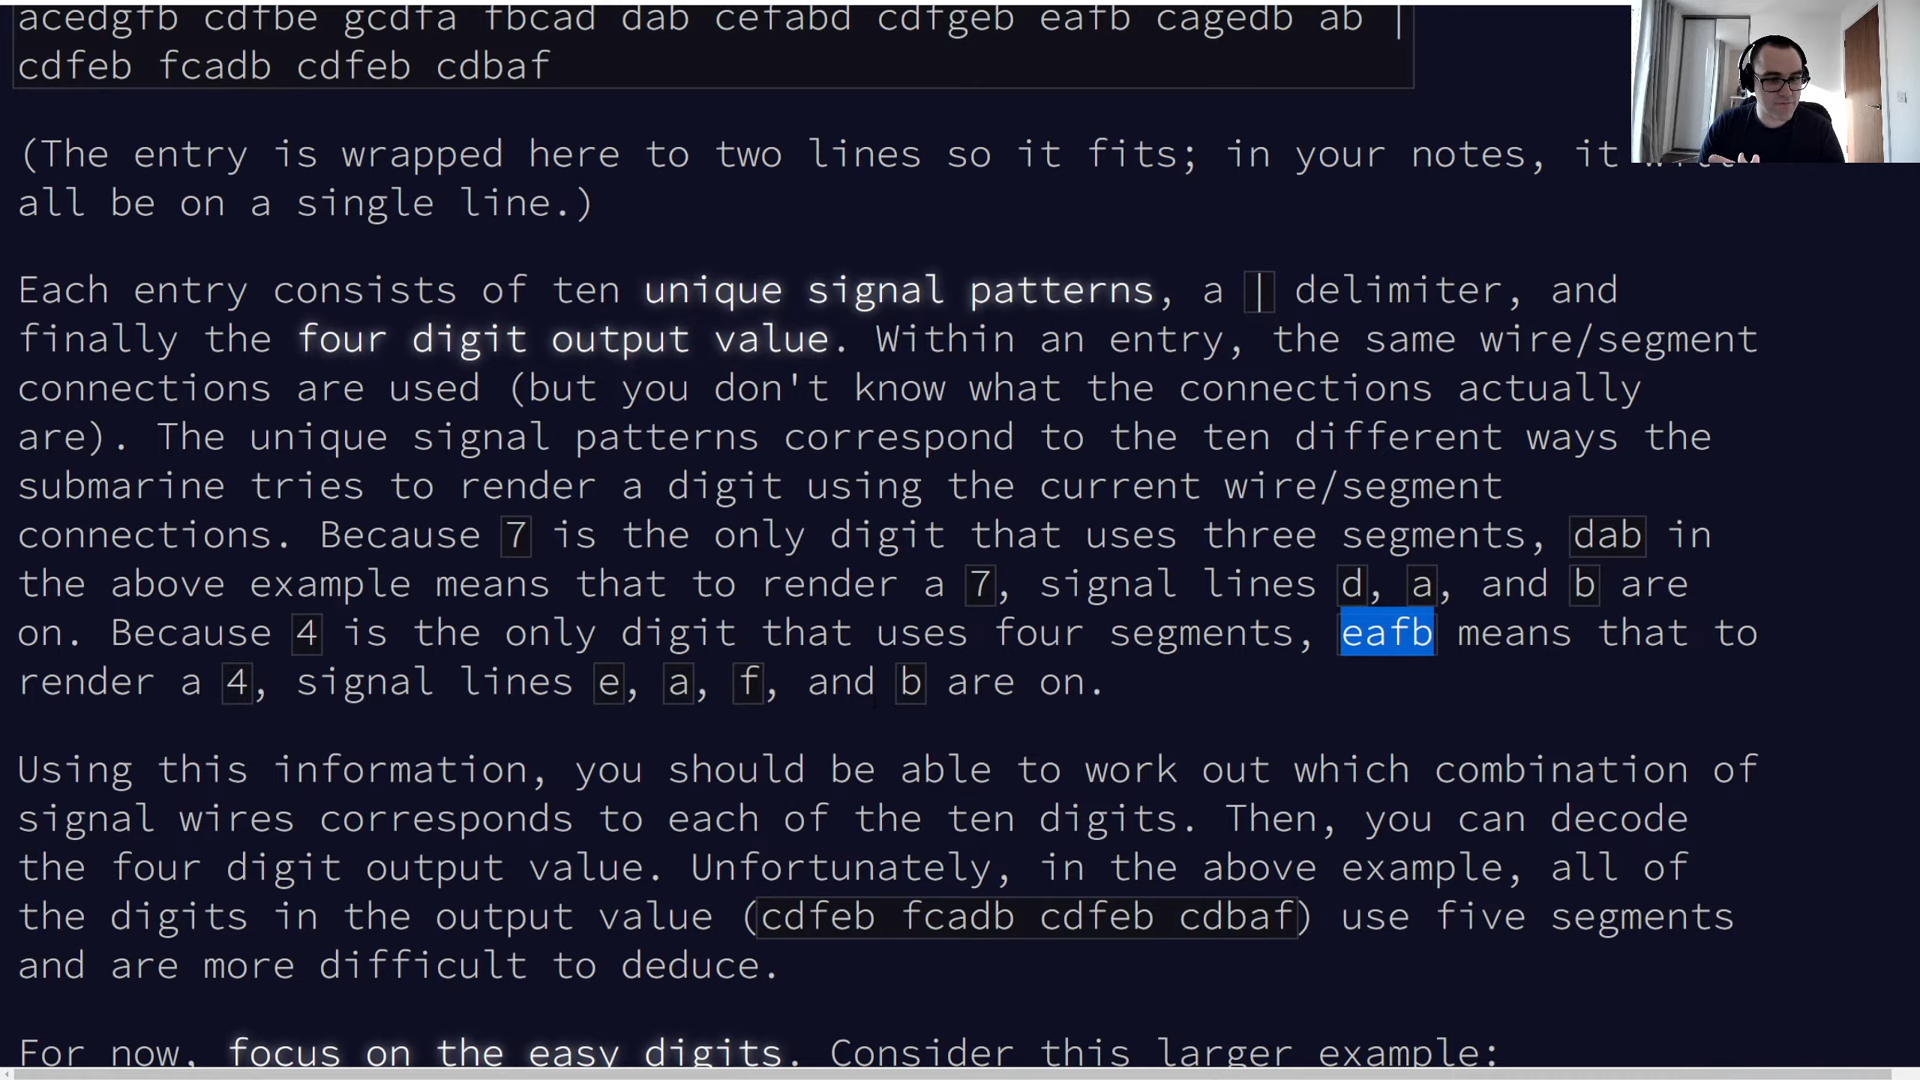 acedgfb cdfbe gcdfa fbcad dab cefabd cdfgeb eafb cagedb ab |
cdfeb fcadb cdfeb cdbaf
(The entry is wrapped here to two lines so it fits; in your notes, it
all be on a single line.)
Each entry consists of ten unique signal patterns, a | delimiter, and
finally the four digit output value. Within an entry, the same wire/segment
connections are used (but you don't know what the connections actually
are). The unique signal patterns correspond to the ten different ways the
submarine tries to render a digit using the current wire/segment
connections. Because 7 is the only digit that uses three segments, dab in
the above example means that to render a 7, signal lines d, a, and b are
on. Because 4 is the only digit that uses four segments, eafb means that to
render a 4, signal lines e, a, f, and b are on.
Using this information, you should be able to work out which combination of
signal wires corresponds to each of the ten digits. Then, you can decode
the four digit output value. Unfortunately, in the above example, all of
the digits in the output value (cdfeb fcadb cdfeb cdbaf) use five segments
and are more difficult to deduce.
For now, focus on the easy digits. Consider this larger example: